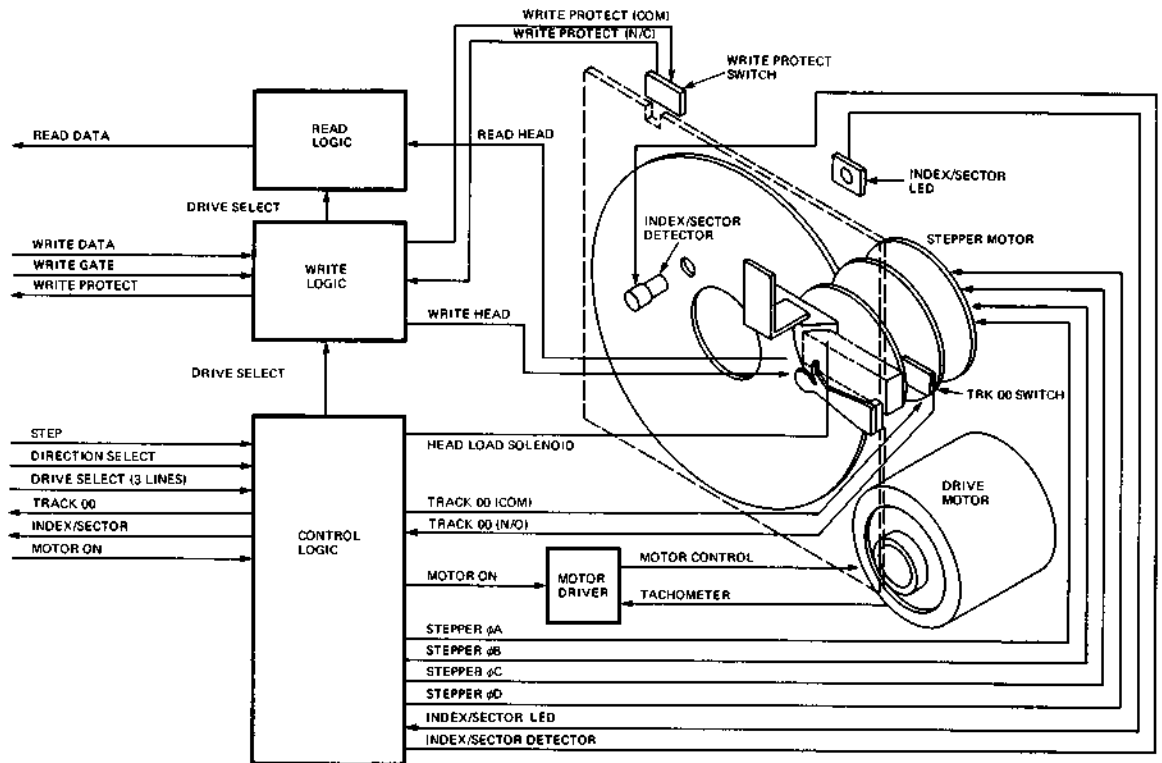 WRITE PROTECT (COM)
WRITE PROTECT (N/C)
WRITE PROTECT
SWITCH
READ
LOGIC
READ DATA
READ HEAD
INDEX/SECTOR
LED
DRIVE SELECT
INDEX/SECTOR
DETECTOR
STEPPER MOTOR
WRITE DATA
WRITE GATE
WRITE PROTECT
WRITE
LOGIC
WRITE HEAD
DRIVE SELECT
TRK 00 SWITCH
STEP
DIRECTION SELECT
DRIVE SELECT (3 LINES)
TRACK 00
INDEX/SECTOR
MOTOR ON
CONTROL
LOGIC
HEAD LOAD SOLENOID
TRACK 00 (COM)
TRACK 00 (N/O)
DRIVE
MOTOR
MOTOR ON
MOTOR
DRIVER
MOTOR CONTROL
TACHOMETER
STEPPER φA
STEPPER φB
STEPPER φC
STEPPER φD
INDEX/SECTOR LED
INDEX/SECTOR DETECTOR